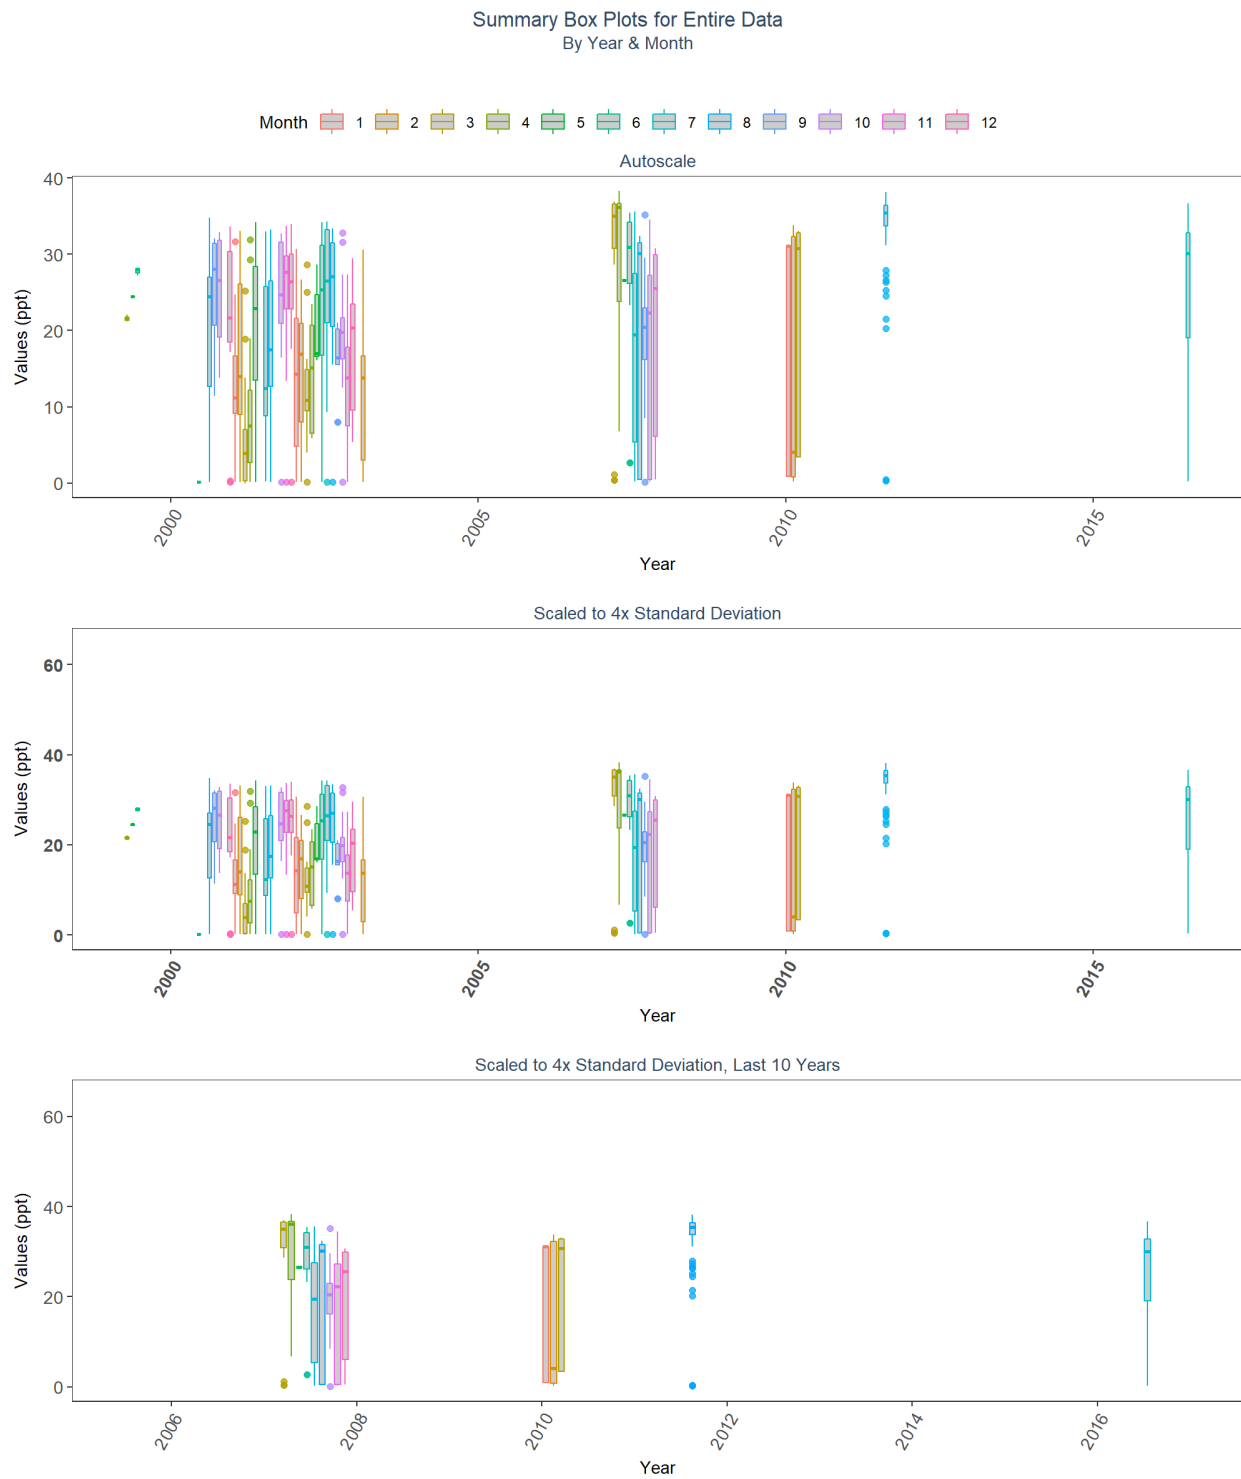 Summary Box Plots for Entire Data
By Year & Month
Month 1 2 3 4 5 6 7 8 9 10 11 12
Autoscale
Values (ppt)
40
30
20
10
0
2000 2005 2010 2015
Year
Scaled to 4x Standard Deviation
Values (ppt)
60
40
20
0
2000 2005 2010 2015
Year
Scaled to 4x Standard Deviation, Last 10 Years
Values (ppt)
60
40
20
0
2006 2008 2010 2012 2014 2016
Year